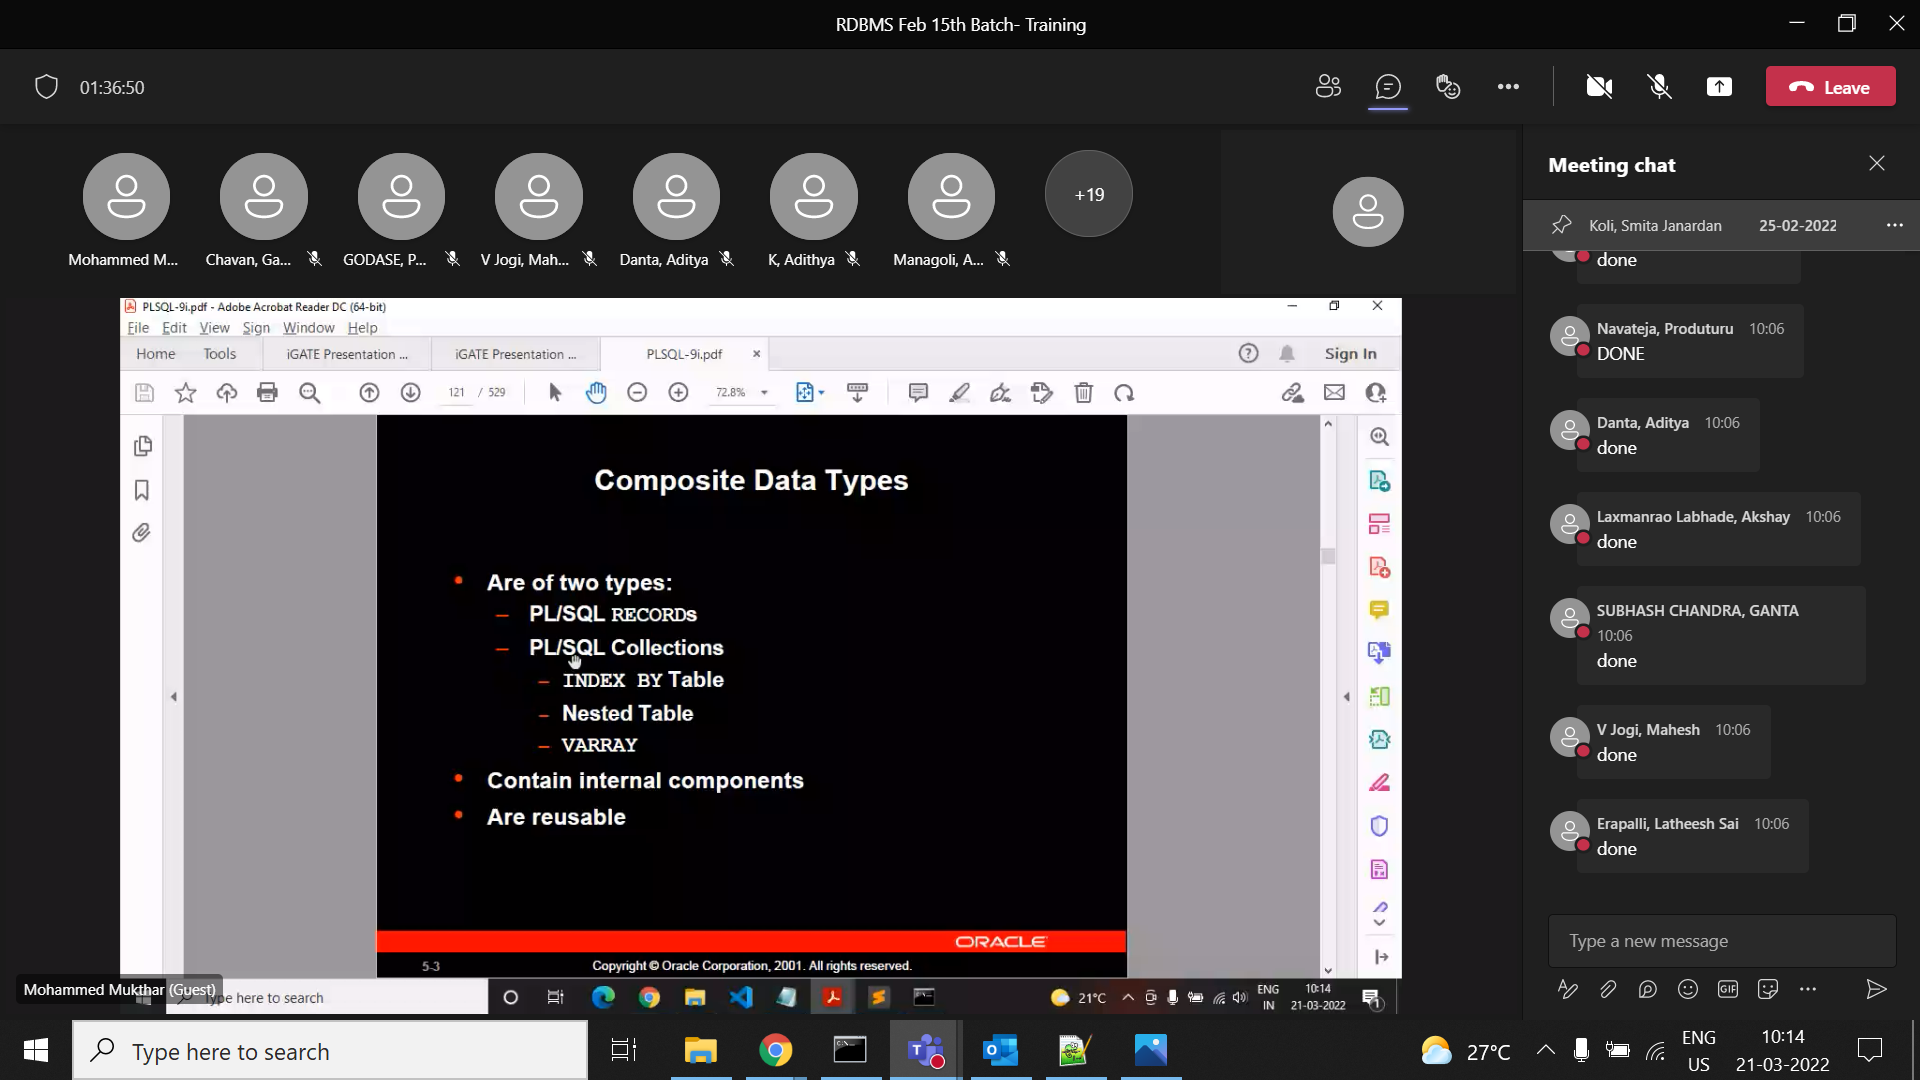 RDBMS Feb 15th Batch- Training
01:36:50
Leave
Mohammed M...
Chavan, Ga...
GODASE, P...
V Jogi, Mah...
Danta, Aditya
K, Adithya
Managoli, A...
+19
PLSQL-9i.pdf - Adobe Acrobat Reader DC (64-bit)
File Edit View Sign Window Help
Home Tools iGATE Presentation ... iGATE Presentation ... PLSQL-9i.pdf × Sign In
121 / 529 72.8%
Composite Data Types
• Are of two types:
– PL/SQL RECORDs
– PL/SQL Collections
– INDEX BY Table
– Nested Table
– VARRAY
• Contain internal components
• Are reusable
ORACLE
5-3 Copyright © Oracle Corporation, 2001. All rights reserved.
Mohammed Mukthar (Guest)
Type here to search
21°C
ENG
IN
10:14
21-03-2022
1
Meeting chat
Koli, Smita Janardan 25-02-2022
done
Navateja, Produturu 10:06
DONE
Danta, Aditya 10:06
done
Laxmanrao Labhade, Akshay 10:06
done
SUBHASH CHANDRA, GANTA
10:06
done
V Jogi, Mahesh 10:06
done
Erapalli, Latheesh Sai 10:06
done
Type a new message
GIF
Type here to search
27°C
ENG
US
10:14
21-03-2022